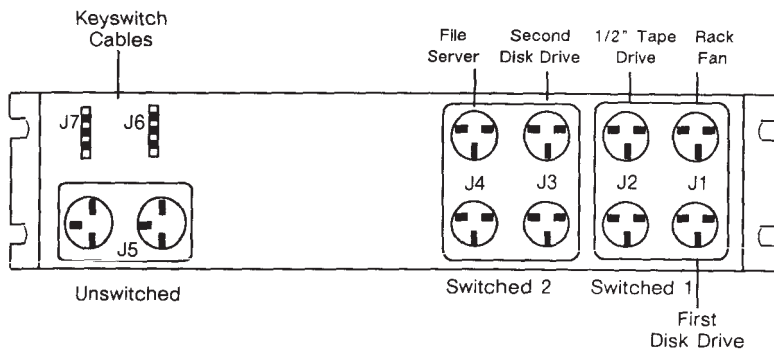 Keyswitch
Cables
File
Server
Second
Disk Drive
1/2" Tape
Drive
Rack
Fan
J7
J6
J4
J3
J2
J1
J5
Unswitched
Switched 2
Switched 1
First
Disk Drive